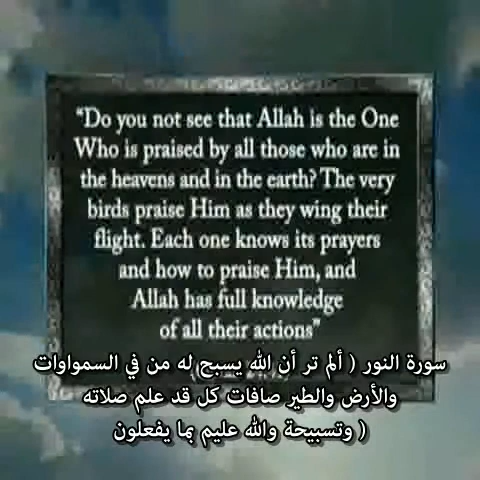 "Do you not see that Allah is the One
Who is praised by all those who are in
the heavens and in the earth? The very
birds praise Him as they wing their
flight. Each one knows its prayers
and how to praise Him, and
Allah has full knowledge
of all their actions"
سورة النور ( ألم تر أن الله يسبح له من في السمواوات
والأرض والطير صافات كل قد علم صلاته
وتسبيحة والله عليم بما يفعلون )